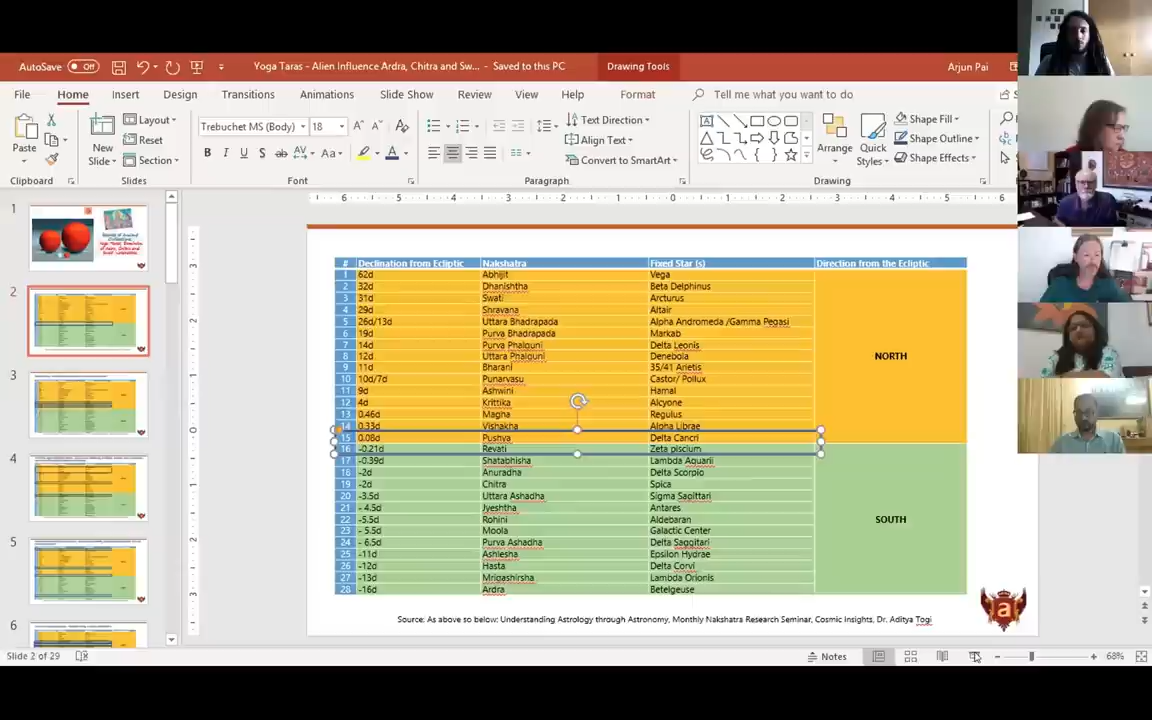 AutoSave Off Yoga Taras - Alien Influence Ardra, Chitra and Sw... - Saved to this PC Drawing Tools Arjun Pai
File Home Insert Design Transitions Animations Slide Show Review View Help Format Tell me what you want to do
Paste
Clipboard
New Slide
Layout
Reset
Section
Slides
Trebuchet MS (Body) 18
Font
Text Direction
Align Text
Convert to SmartArt
Paragraph
Arrange
Quick Styles
Shape Fill
Shape Outline
Shape Effects
Drawing
1
2
3
4
5
6
# Declination from Ecliptic Nakshatra Fixed Star (s) Direction from the Ecliptic
1 62d Abhijit Vega
2 32d Dhanishtha Beta Delphinus
3 31d Swati Arcturus
4 29d Shravana Altair
5 26d/13d Uttara Bhadrapada Alpha Andromeda /Gamma Pegasi
6 19d Purva Bhadrapada Markab
7 14d Purva Phalguni Delta Leonis
8 12d Uttara Phalguni Denebola
9 11d Bharani 35/41 Arietis
10 10d/7d Punarvasu Castor/ Pollux
11 9d Ashwini Hamal
12 4d Krittika Alcyone
13 0.46d Magha Regulus
14 0.33d Vishakha Alpha Librae
15 0.08d Pushya Delta Cancri
NORTH
16 -0.21d Revati Zeta piscium
17 -0.39d Shatabhisha Lambda Aquarii
18 -2d Anuradha Delta Scorpio
19 -2d Chitra Spica
20 -3.5d Uttara Ashadha Sigma Sagittari
21 - 4.5d Jyeshtha Antares
22 -5.5d Rohini Aldebaran
23 - 5.5d Moola Galactic Center
24 - 6.5d Purva Ashadha Delta Saggitari
25 -11d Ashlesha Epsilon Hydrae
26 -12d Hasta Delta Corvi
27 -13d Mrigashirsha Lambda Orionis
28 -16d Ardra Betelgeuse
SOUTH
Source: As above so below: Understanding Astrology through Astronomy, Monthly Nakshatra Research Seminar, Cosmic Insights, Dr. Aditya Togi
Slide 2 of 29 Notes 68%